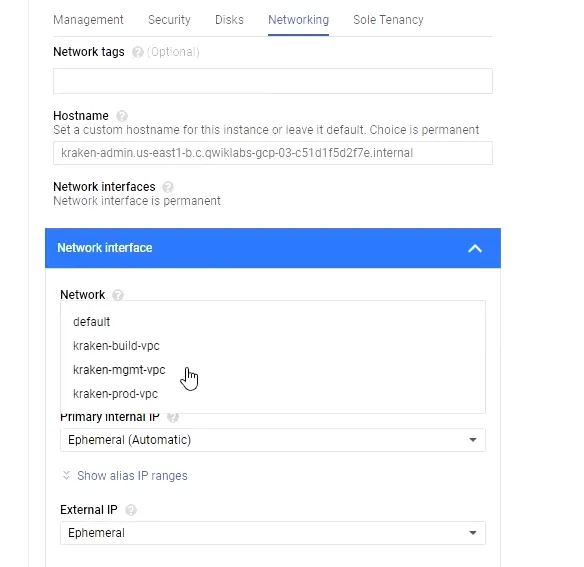 Management Security Disks Networking Sole Tenancy
Network tags (Optional)
Hostname
Set a custom hostname for this instance or leave it default. Choice is permanent
kraken-admin.us-east1-b.c.qwiklabs-gcp-03-c51d1f5d2f7e.internal
Network interfaces
Network interface is permanent
Network interface
Network
default
kraken-build-vpc
kraken-mgmt-vpc
kraken-prod-vpc
Primary internal IP
Ephemeral (Automatic)
Show alias IP ranges
External IP
Ephemeral